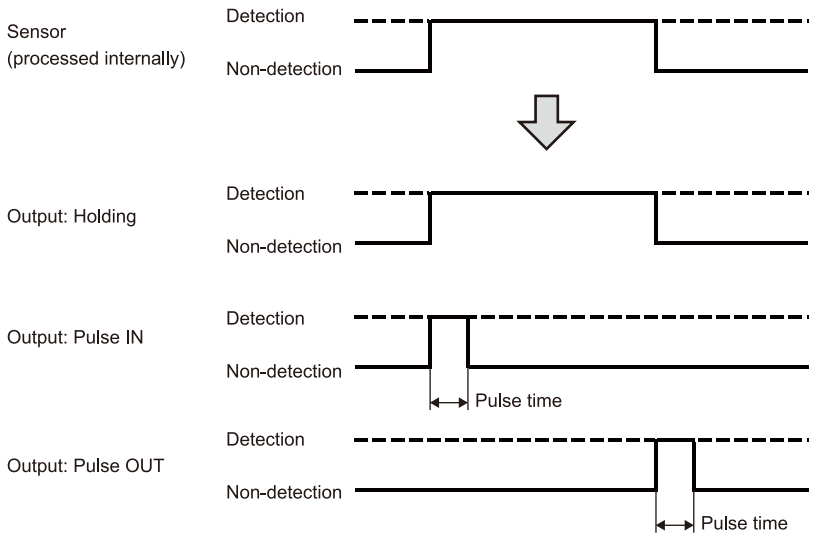 Sensor
(processed internally)
Detection
Non-detection
Output: Holding
Detection
Non-detection
Output: Pulse IN
Detection
Non-detection
Pulse time
Output: Pulse OUT
Detection
Non-detection
Pulse time